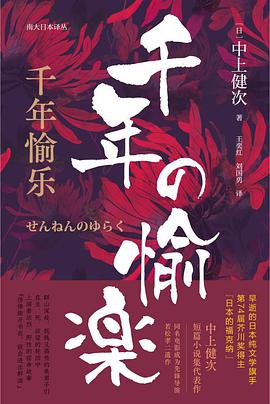 南大日本译丛
[日]
中上健次
著
王奕红 刘国勇 译
千年の愉楽
千年愉乐
せんねんのゆらく
早逝的日本纯文学旗手
第74届芥川奖得主
「日本的福克纳」
中上健次
短篇小说集代表作
同名电影成为先锋导演
若松孝二遗作